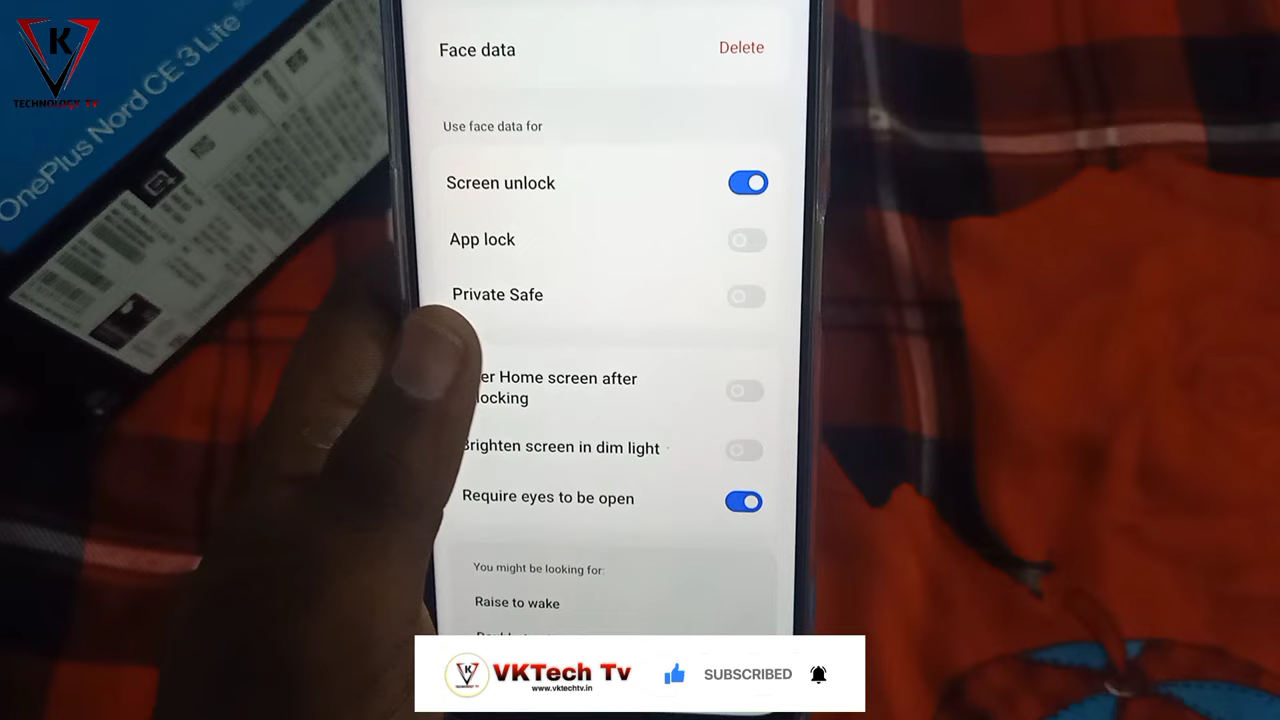 K
TECHNOLOGY TV
OnePlus Nord CE 3 Lite
Face data
Delete
Use face data for
Screen unlock
App lock
Private Safe
er Home screen after
locking
Brighten screen in dim light
Require eyes to be open
You might be looking for:
Raise to wake
K
VKTech Tv
www.vktechtv.in
SUBSCRIBED